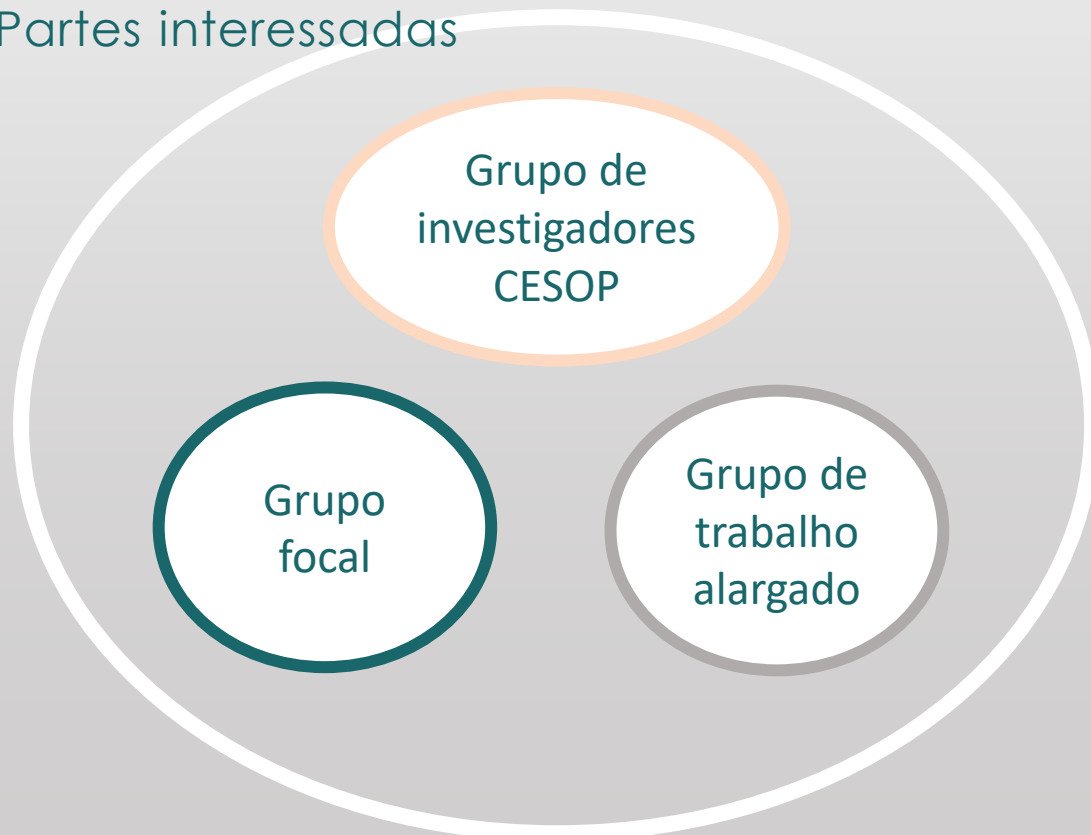 Partes interessadas
Grupo de
investigadores
CESOP
Grupo
focal
Grupo de
trabalho
alargado